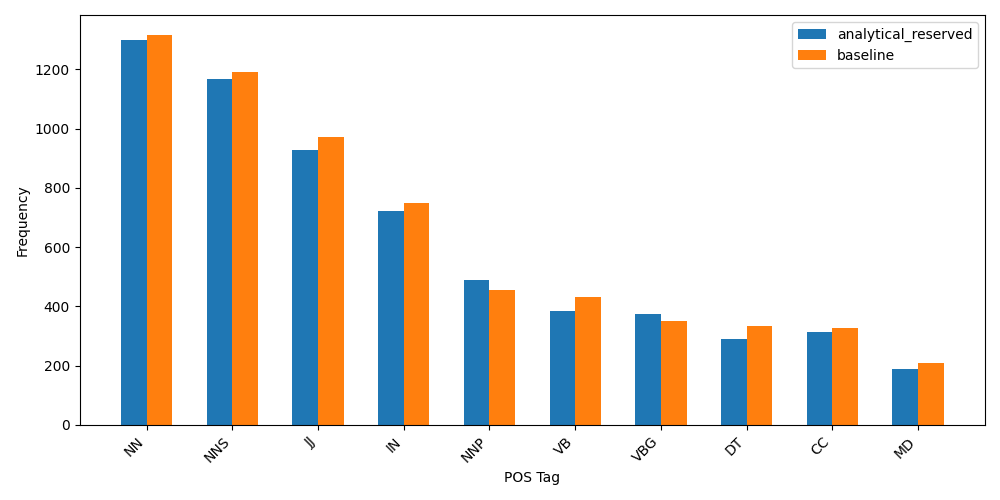 analytical_reserved
baseline
Frequency
1200
1000
800
600
400
200
0
NN
NNS
JJ
IN
NNP
VB
VBG
DT
CC
MD
POS Tag